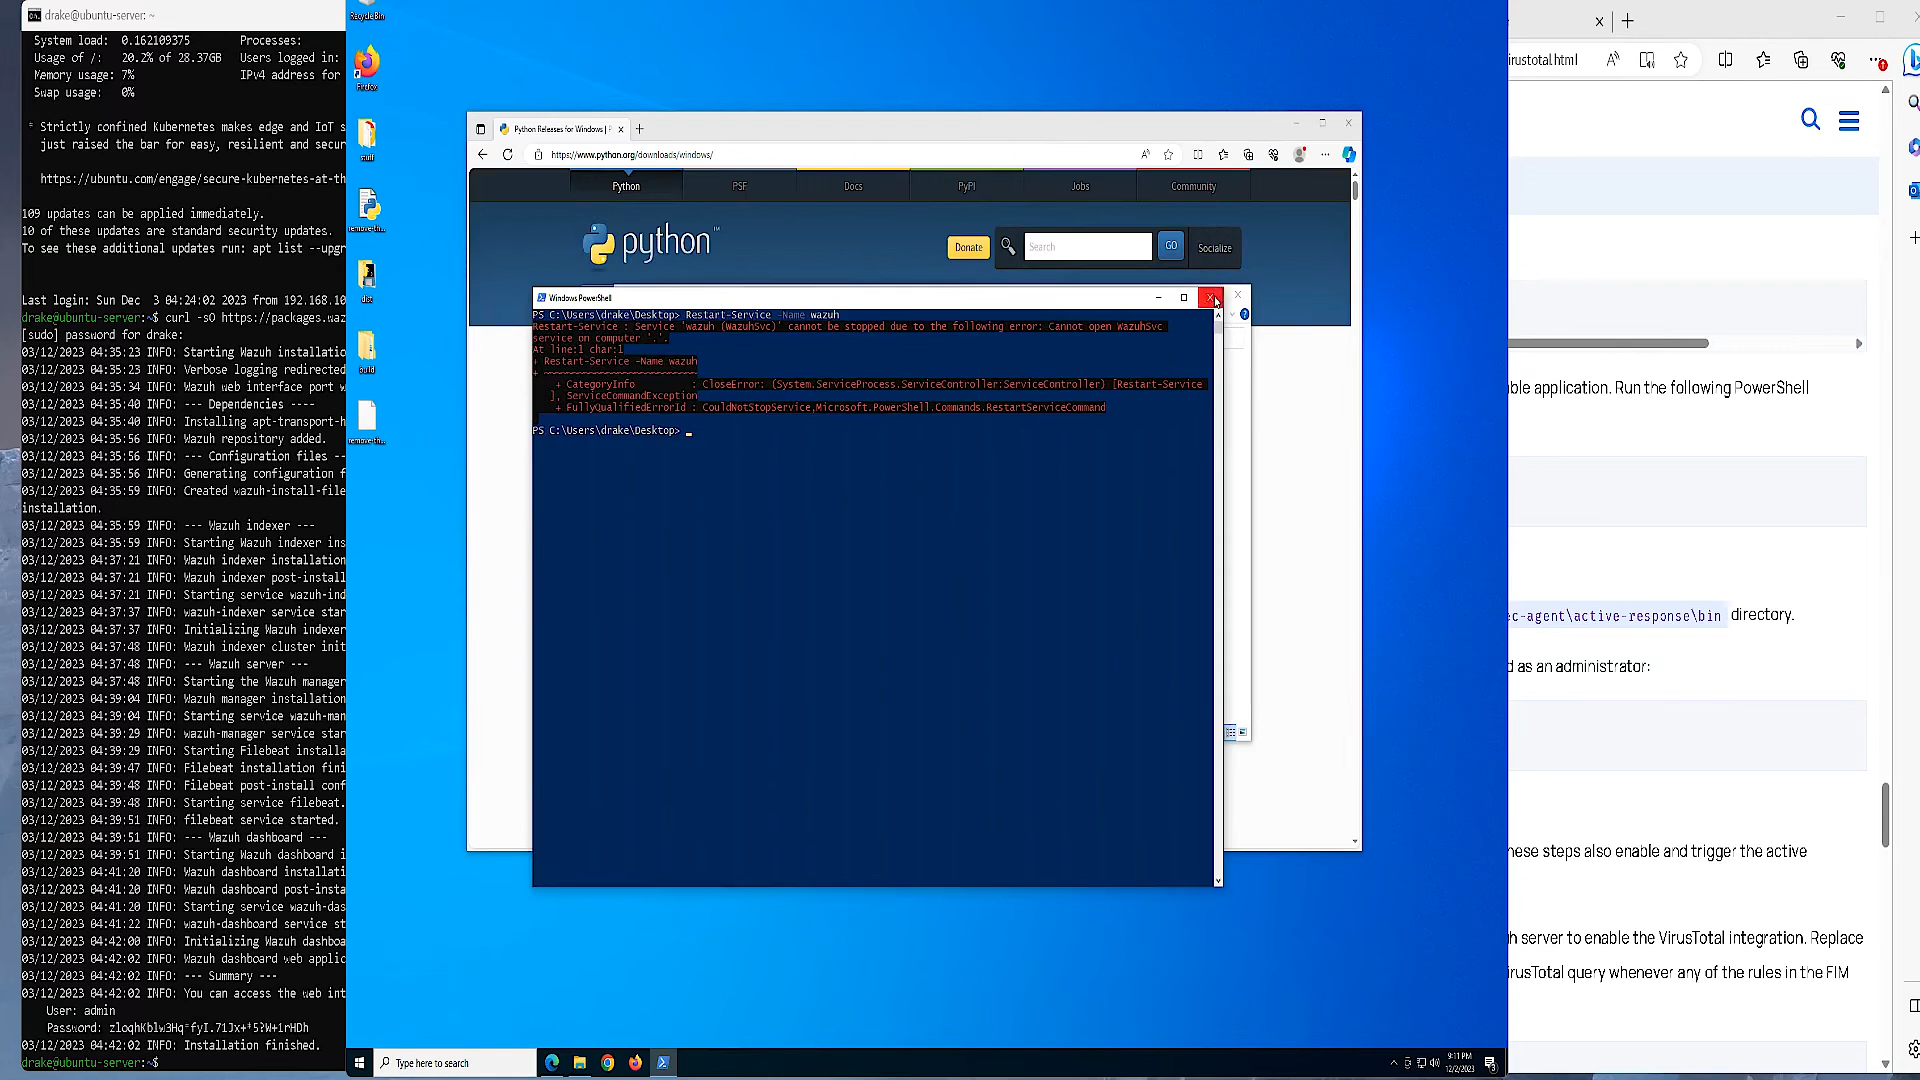 drake@ubuntu-server: ~
System load: 0.162109375 Processes:
Usage of /: 20.2% of 28.37GB Users logged in:
Memory usage: 7% IPv4 address for
Swap usage: 0%
* Strictly confined Kubernetes makes edge and IoT s
just raised the bar for easy, resilient and secur
https://ubuntu.com/engage/secure-kubernetes-at-th
109 updates can be applied immediately.
10 of these updates are standard security updates.
To see these additional updates run: apt list --upgr
Last login: Sun Dec 3 04:24:02 2023 from 192.168.10
drake@ubuntu-server:~$ curl -sO https://packages.waz
[sudo] password for drake:
03/12/2023 04:35:23 INFO: Starting Wazuh installatio
03/12/2023 04:35:23 INFO: Verbose logging redirected
03/12/2023 04:35:34 INFO: Wazuh web interface port w
03/12/2023 04:35:40 INFO: --- Dependencies ----
03/12/2023 04:35:40 INFO: Installing apt-transport-h
03/12/2023 04:35:56 INFO: Wazuh repository added.
03/12/2023 04:35:56 INFO: --- Configuration files --
03/12/2023 04:35:56 INFO: Generating configuration f
03/12/2023 04:35:59 INFO: Created wazuh-install-file
installation.
03/12/2023 04:35:59 INFO: --- Wazuh indexer ---
03/12/2023 04:35:59 INFO: Starting Wazuh indexer ins
03/12/2023 04:37:21 INFO: Wazuh indexer installation
03/12/2023 04:37:21 INFO: Wazuh indexer post-install
03/12/2023 04:37:21 INFO: Starting service wazuh-ind
03/12/2023 04:37:37 INFO: wazuh-indexer service star
03/12/2023 04:37:37 INFO: Initializing Wazuh indexer
03/12/2023 04:37:48 INFO: Wazuh indexer cluster init
03/12/2023 04:37:48 INFO: --- Wazuh server ---
03/12/2023 04:37:48 INFO: Starting the Wazuh manager
03/12/2023 04:39:04 INFO: Wazuh manager installation
03/12/2023 04:39:04 INFO: Starting service wazuh-man
03/12/2023 04:39:29 INFO: wazuh-manager service star
03/12/2023 04:39:29 INFO: Starting Filebeat installa
03/12/2023 04:39:47 INFO: Filebeat installation fini
03/12/2023 04:39:48 INFO: Filebeat post-install conf
03/12/2023 04:39:48 INFO: Starting service filebeat.
03/12/2023 04:39:51 INFO: filebeat service started.
03/12/2023 04:39:51 INFO: --- Wazuh dashboard ---
03/12/2023 04:39:51 INFO: Starting Wazuh dashboard i
03/12/2023 04:41:20 INFO: Wazuh dashboard installati
03/12/2023 04:41:20 INFO: Wazuh dashboard post-insta
03/12/2023 04:41:20 INFO: Starting service wazuh-das
03/12/2023 04:41:22 INFO: wazuh-dashboard service st
03/12/2023 04:42:00 INFO: Initializing Wazuh dashboa
03/12/2023 04:42:02 INFO: Wazuh dashboard web applic
03/12/2023 04:42:02 INFO: --- Summary ---
03/12/2023 04:42:02 INFO: You can access the web int
User: admin
Password: zloqhKblw3Hq=fyI.71Jx+*5?W+1rHDh
03/12/2023 04:42:02 INFO: Installation finished.
drake@ubuntu-server:~$
Recycle Bin
Firefox
stuff
remove-th...
dist
build
remove-th...
Python Releases for Windows | P
https://www.python.org/downloads/windows/
Python PSF Docs PyPI Jobs Community
python™
Donate Search GO Socialize
Windows PowerShell
PS C:\Users\drake\Desktop> Restart-Service -Name wazuh
Restart-Service : Service 'wazuh (WazuhSvc)' cannot be stopped due to the following error: Cannot open WazuhSvc
service on computer '.'.
At line:1 char:1
+ Restart-Service -Name wazuh
+ ~~~~~~~~~~~~~~~~~~~~~~~~~~~
+ CategoryInfo : CloseError: (System.ServiceProcess.ServiceController:ServiceController) [Restart-Service
], ServiceCommandException
+ FullyQualifiedErrorId : CouldNotStopService,Microsoft.PowerShell.Commands.RestartServiceCommand
PS C:\Users\drake\Desktop> _
Type here to search
9:11 PM
12/2/2023
3
irustotal.html
ble application. Run the following PowerShell
ec-agent\active-response\bin directory.
d as an administrator:
hese steps also enable and trigger the active
h server to enable the VirusTotal integration. Replace
irusTotal query whenever any of the rules in the FIM